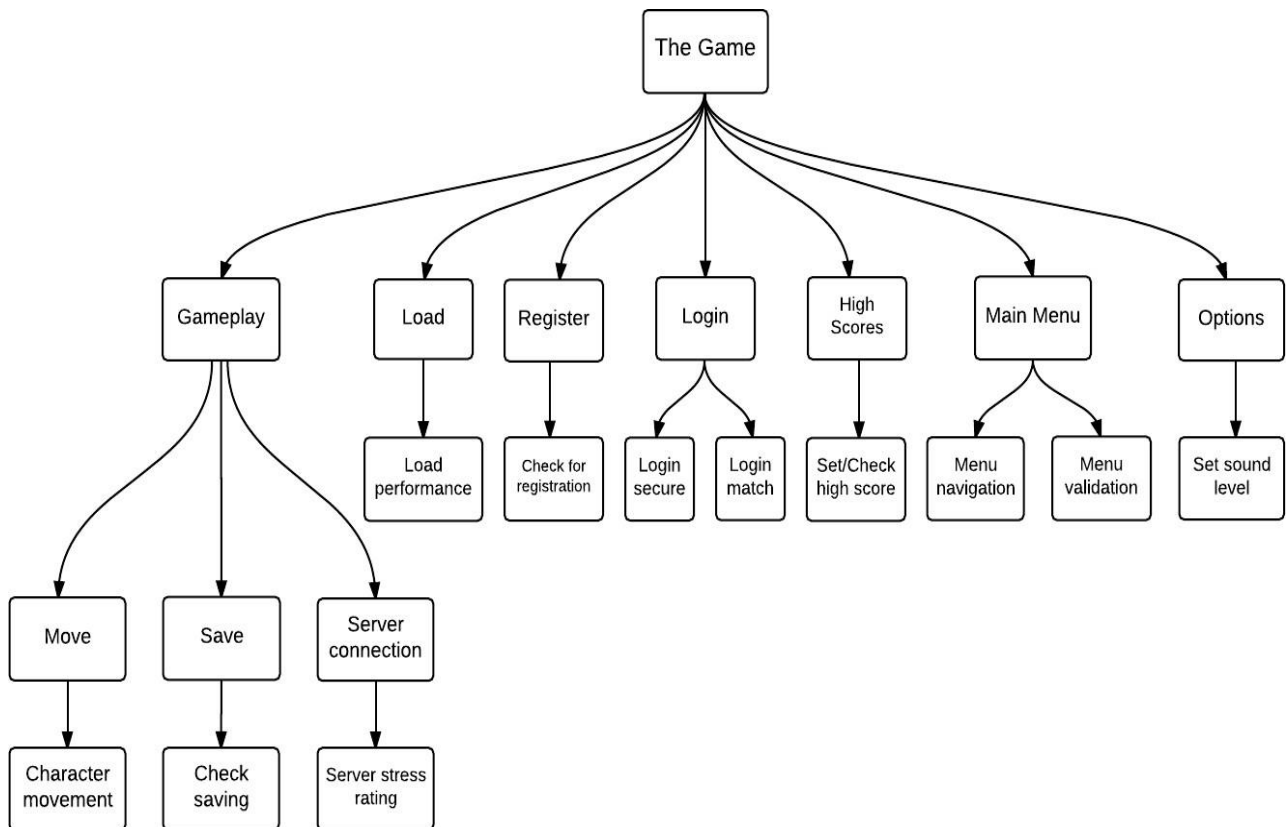 The Game
Gameplay
Load
Register
Login
High
Scores
Main Menu
Options
Load
performance
Check for
registration
Login
secure
Login
match
Set/Check
high score
Menu
navigation
Menu
validation
Set sound
level
Move
Save
Server
connection
Character
movement
Check
saving
Server stress
rating